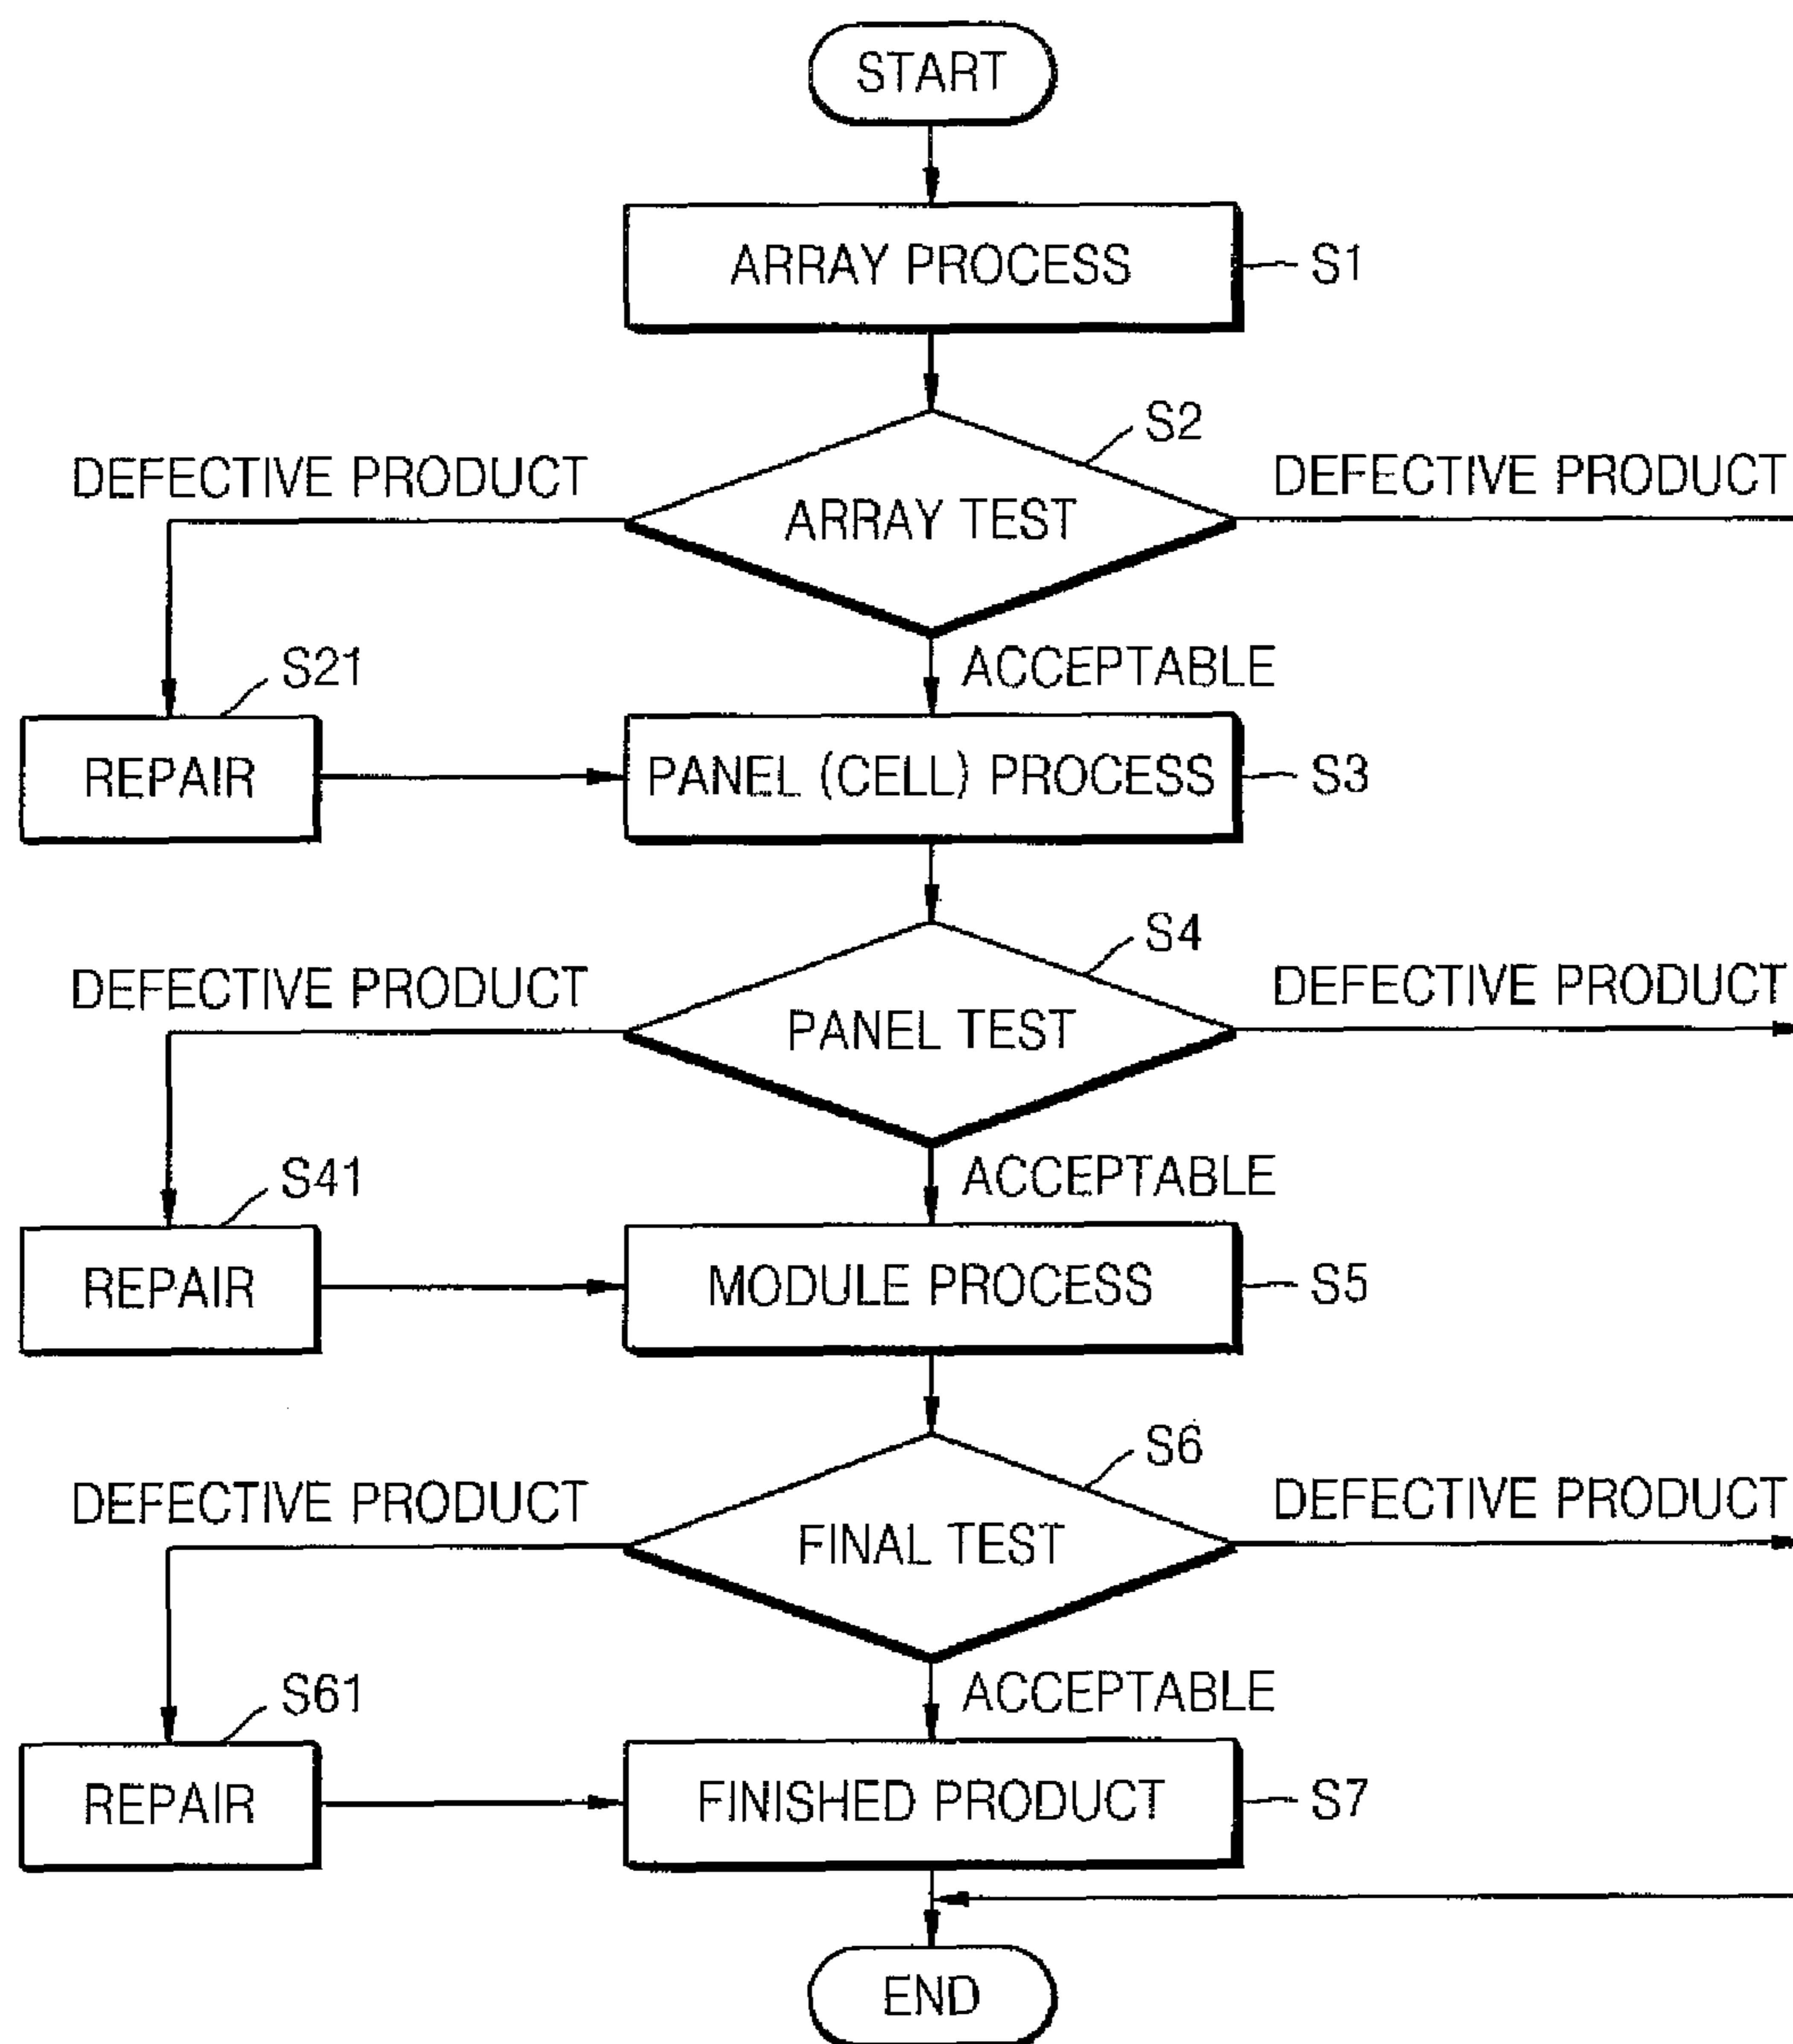 START
ARRAY PROCESS
S1
S2
DEFECTIVE PRODUCT
DEFECTIVE PRODUCT
ARRAY TEST
S21
ACCEPTABLE
REPAIR
PANEL (CELL) PROCESS
S3
S4
DEFECTIVE PRODUCT
DEFECTIVE PRODUCT
PANEL TEST
S41
ACCEPTABLE
REPAIR
MODULE PROCESS
S5
S6
DEFECTIVE PRODUCT
DEFECTIVE PRODUCT
FINAL TEST
S61
ACCEPTABLE
REPAIR
FINISHED PRODUCT
S7
END